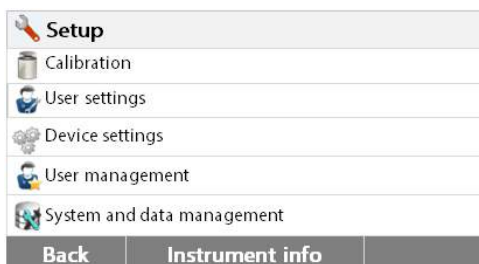 Setup
Calibration
User settings
Device settings
User management
System and data management
Back Instrument info